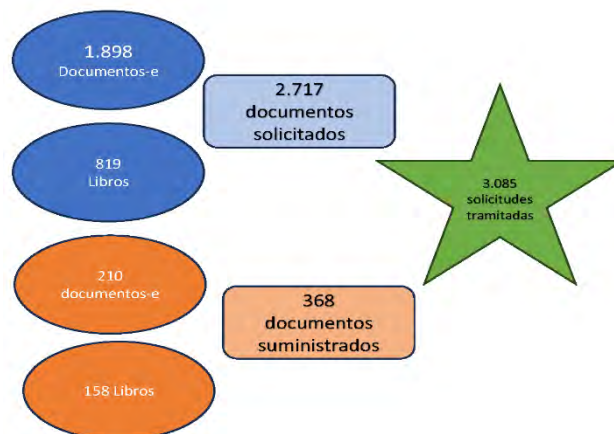 1.898
Documentos-e
2.717
documentos
solicitados
819
Libros
3.085
solicitudes
tramitadas
210
documentos-e
368
documentos
suministrados
158 Libros